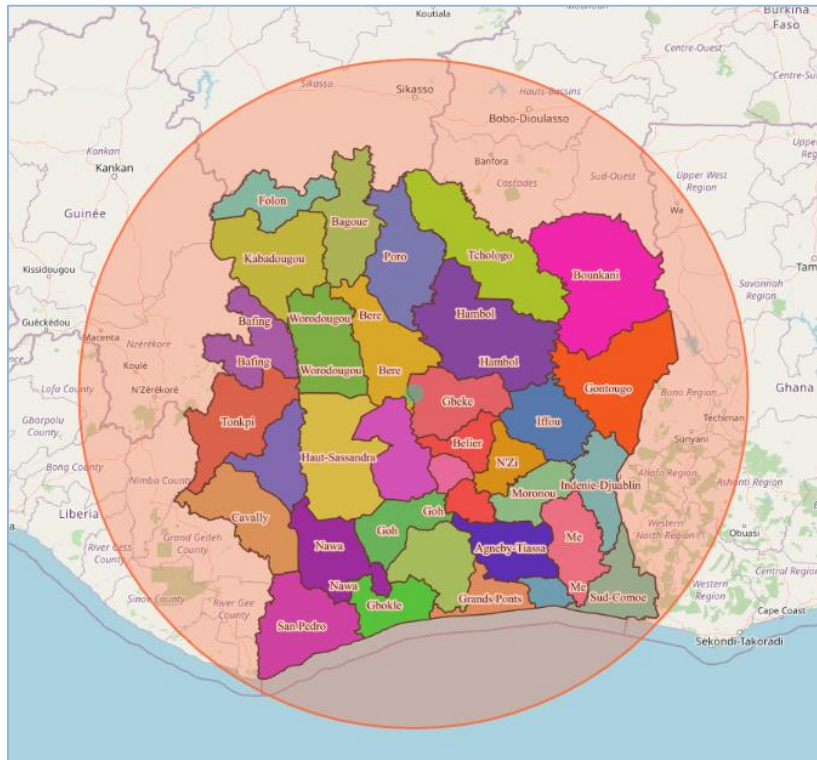 Koutiala
Burkina
Faso
Centre-Ouest
Centre-Sud
Sikasso
Sikasso
Hauts-Bassins
Bobo-Dioulasso
Kankan
Kankan
Banfora
Cascades
Sud-Ouest
Upper West
Region
Wa
Guinée
Folon
Bagoue
Poro
Tchologo
Kabadougou
Bounkani
Kissidougou
Savannah
Region
Tam
Guéckédou
Macenta
Nzérékoré
Koulé
N'Zérékoré
Bafing
Bafing
Worodougou
Worodougou
Bere
Bere
Hambol
Hambol
Gontougo
Ghana
Bono Region
Techiman
Sunyani
Lofa County
Gbarpolu
County
Bong County
Nimba County
Tonkpi
Haut-Sassandra
Gbeke
Belier
Iffou
N'Zi
Moronou
Indenie-Djuablin
Ahafo Region
Ashanti Region
Liberia
Cavally
Grand Gedeh
County
River Cess
County
Nawa
Nawa
Goh
Goh
Agneby-Tiassa
Me
Me
Western
North Region
Obuasi
Central Region
Western
Region
Sinoe County
River Gee
County
San-Pedro
Gbokle
Grands Ponts
Sud-Comoe
Cape Coast
Sekondi-Takoradi